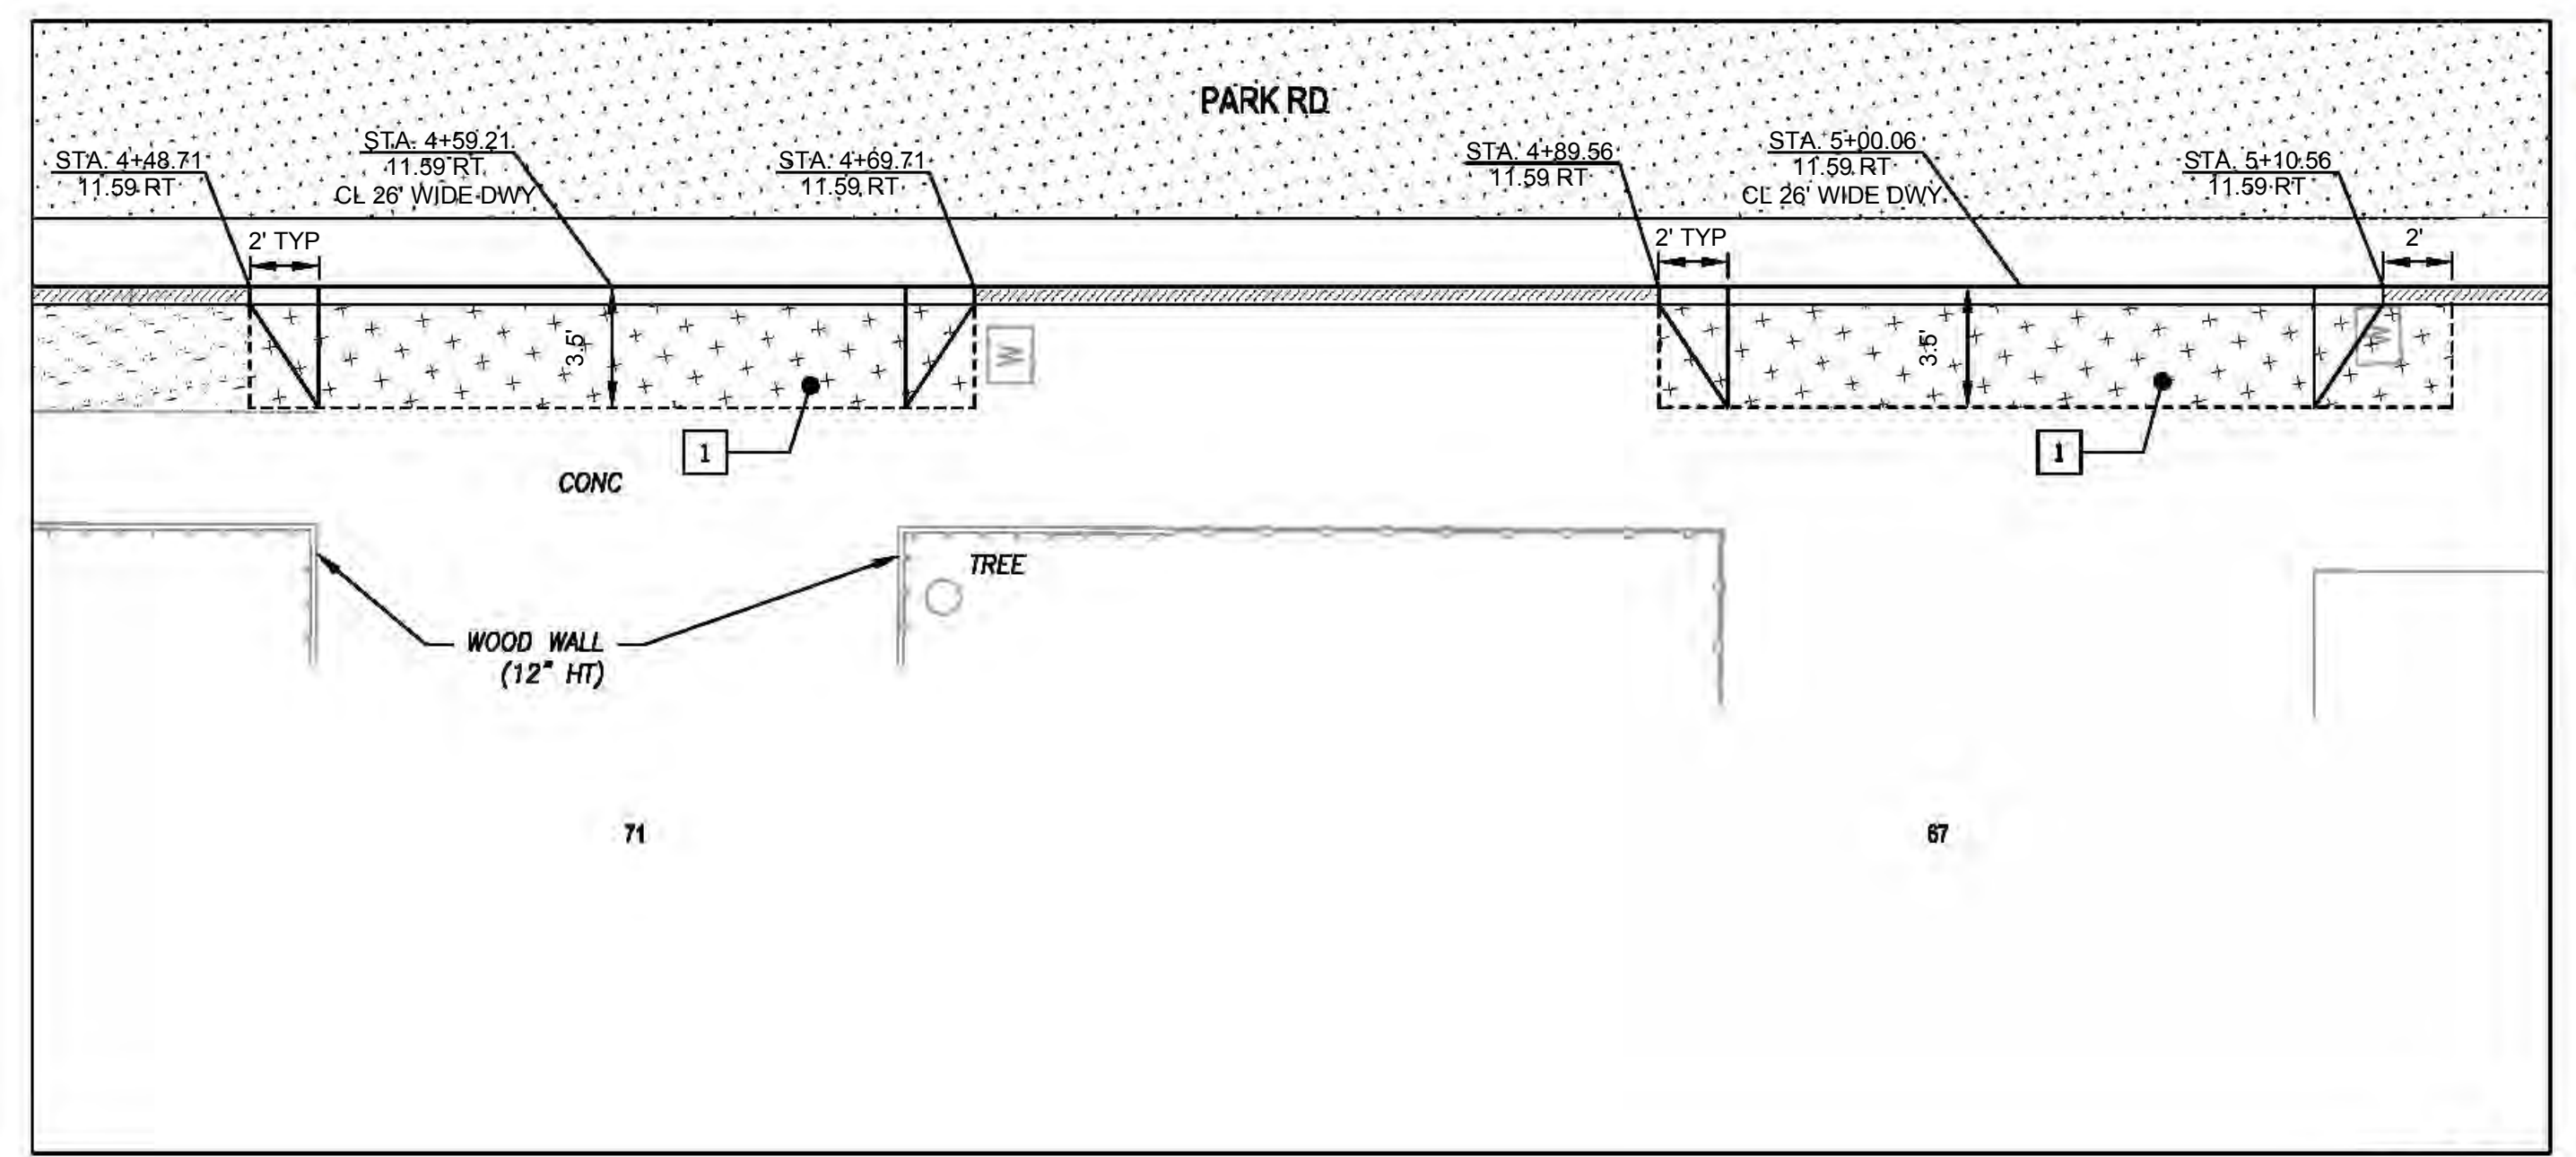 PARK RD
STA. 4+48.71
11.59 RT
STA. 4+59.21
11.59 RT
CL 26' WIDE DWY
STA. 4+69.71
11.59 RT
STA. 4+89.56
11.59 RT
STA. 5+00.06
11.59 RT
CL 26' WIDE DWY
STA. 5+10.56
11.59 RT
2' TYP
2' TYP
2'
3.5'
W
3.5'
W
1
1
CONC
TREE
WOOD WALL
(12" HT)
71
67